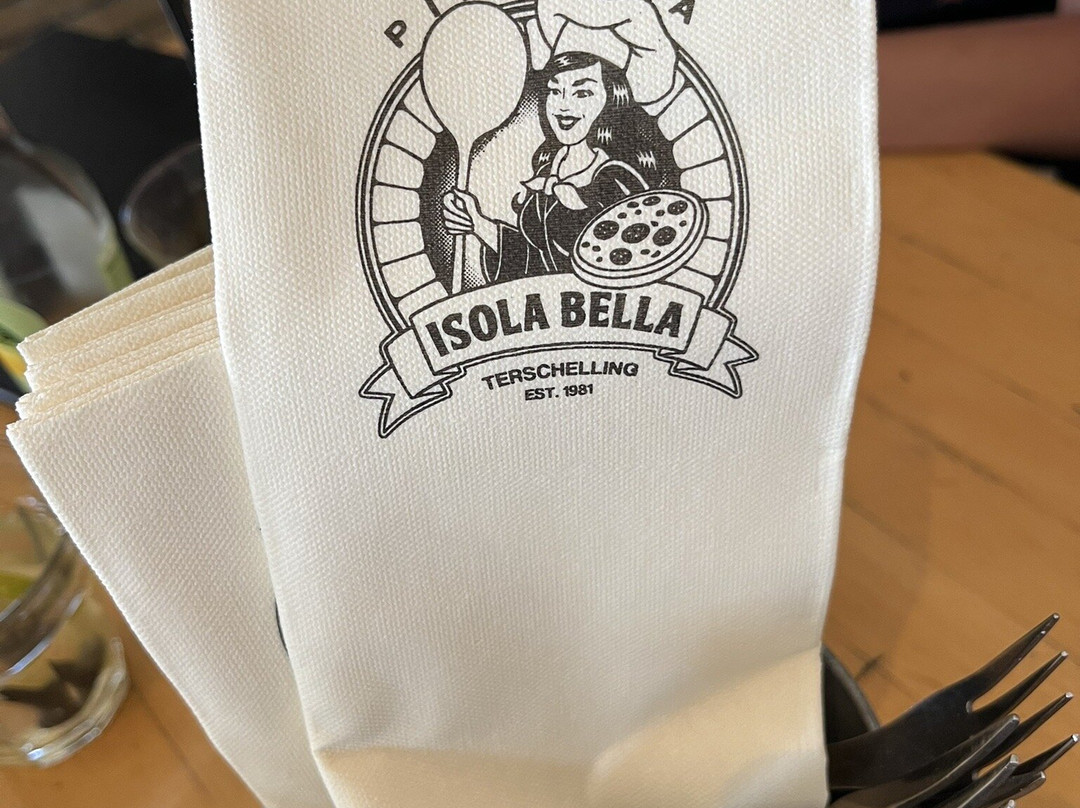 ISOLA BELLA
TERSCHELLING
EST. 1981